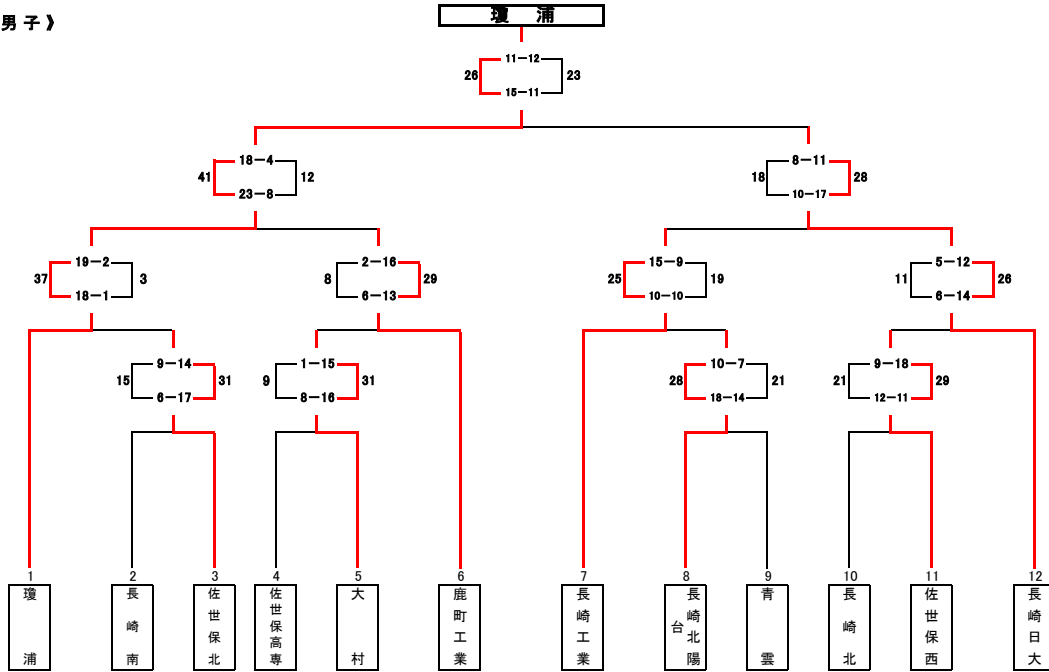 男 子 》
瓊 浦
11－12
26 23
15－11
18－4 8－11
41 12 18 28
23－8 10－17
19－2 2－16 15－9 5－12
37 3 8 29 25 19 11 26
18－1 6－13 10－10 6－14
9－14 1－15 10－7 9－18
15 31 9 31 28 21 21 29
6－17 8－16 18－14 12－11
1 2 3 4 5 6 7 8 9 10 11 12
瓊浦
長崎南
佐世保北
佐世保高専
大村
鹿町工業
長崎工業
長崎北陽台
青雲
長崎北
佐世保西
長崎日大